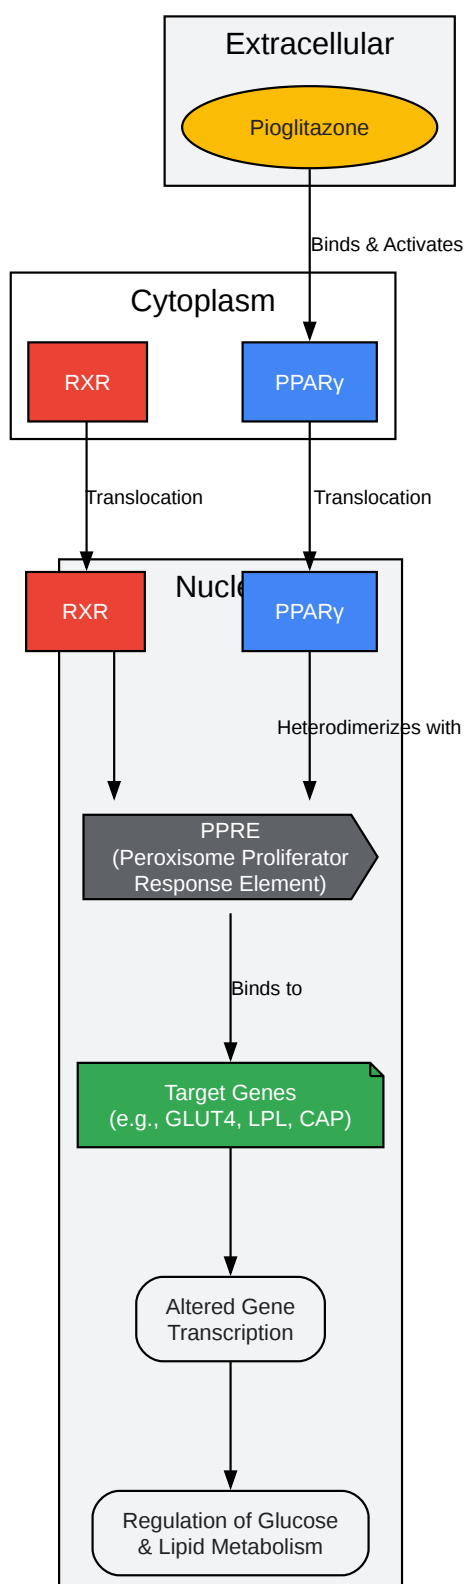 Extracellular
Pioglitazone
Binds & Activates
Cytoplasm
RXR
PPARγ
Translocation
Translocation
Nucle
RXR
PPARγ
Heterodimerizes with
PPRE
(Peroxisome Proliferator
Response Element)
Binds to
Target Genes
(e.g., GLUT4, LPL, CAP)
Altered Gene
Transcription
Regulation of Glucose
& Lipid Metabolism